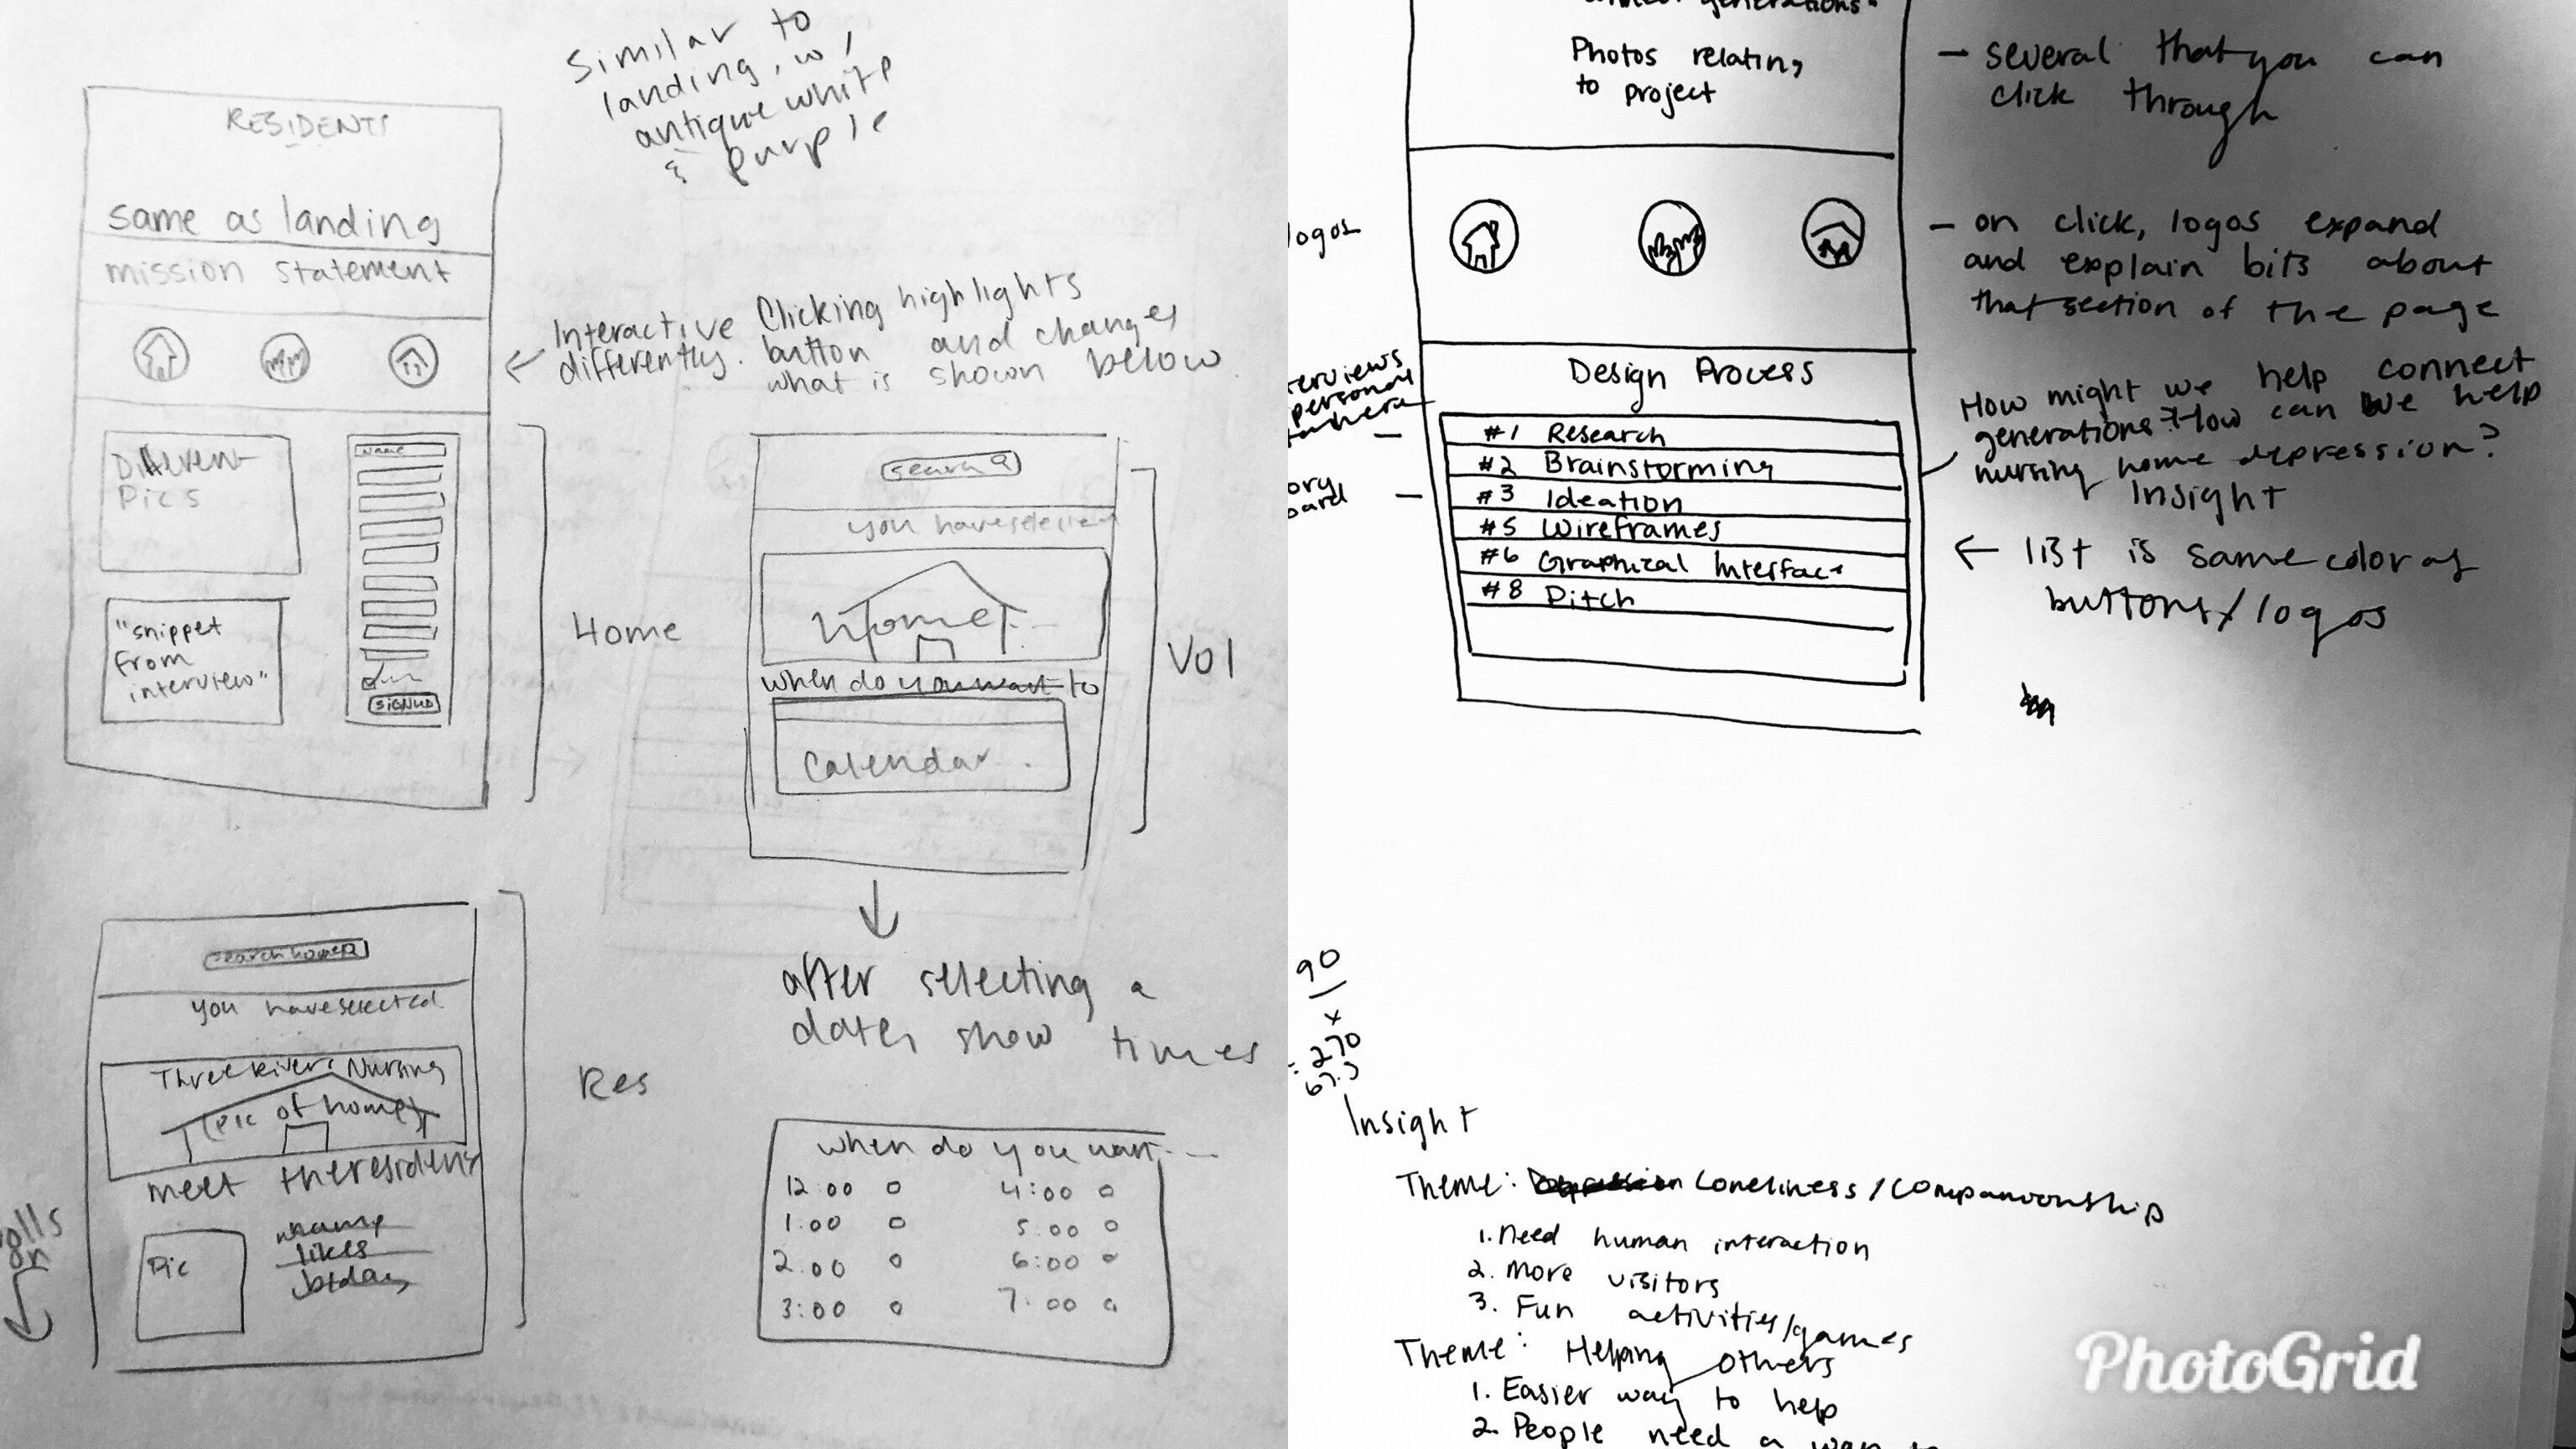 Similar to
landing, w/
antique white
& purple
RESIDENTS
same as landing
mission statement
Interactive
differently.
Clicking highlights
button and changes
what is shown below.
Different
Pics
"snippet
from
interview"
Name
SIGNUP
Home
search
you have selected
Home
when do you want to
Calendar
Vol
after selecting a
date, show times
search home
you have selected
Three Rivers Nursing
(pic of home)
meet the residents
Pic
name
likes
bday
Res
when do you want
12:00 4:00
1:00 5:00
2:00 6:00
3:00 7:00
generations"
Photos relating
to project
- several that you can
click through
logos
- on click, logos expand
and explain bits about
that section of the page
Design Process
#1 Research
#2 Brainstorming
#3 Ideation
#5 Wireframes
#6 Graphical Interface
#8 Pitch
How might we help connect
generations? How can we help
nursing home depression?
Insight
← list is same color as
buttons/logos
90
x
270
67.5
Insight
Theme: Loneliness/Companionship
1. Need human interaction
2. More visitors
3. Fun activities/games
Theme: Helping others
1. Easier way to help
2. People need a way to
PhotoGrid